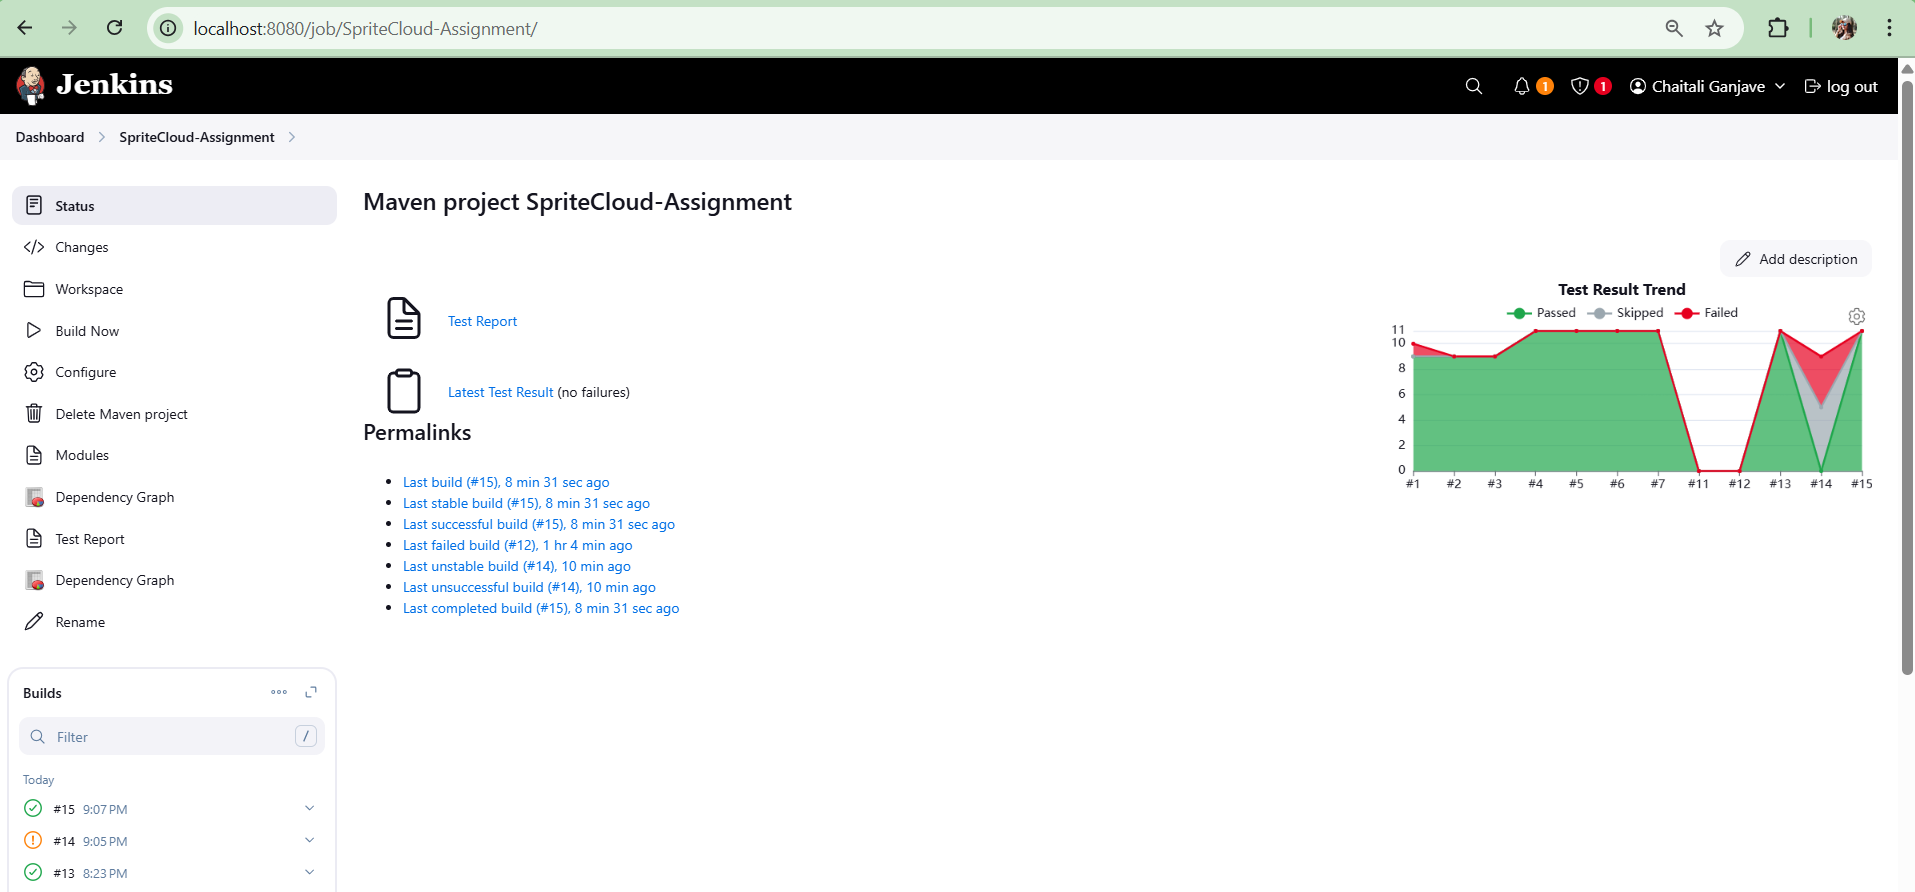 localhost:8080/job/SpriteCloud-Assignment/
Jenkins
1
1
Chaitali Ganjave
log out
Dashboard
SpriteCloud-Assignment
Status
Changes
Workspace
Build Now
Configure
Delete Maven project
Modules
Dependency Graph
Test Report
Dependency Graph
Rename
Builds
Filter
/
Today
#15 9:07 PM
#14 9:05 PM
#13 8:23 PM
Maven project SpriteCloud-Assignment
Add description
Test Report
Latest Test Result (no failures)
Permalinks
Last build (#15), 8 min 31 sec ago
Last stable build (#15), 8 min 31 sec ago
Last successful build (#15), 8 min 31 sec ago
Last failed build (#12), 1 hr 4 min ago
Last unstable build (#14), 10 min ago
Last unsuccessful build (#14), 10 min ago
Last completed build (#15), 8 min 31 sec ago
Test Result Trend
Passed Skipped Failed
11
10
8
6
4
2
0
#1 #2 #3 #4 #5 #6 #7 #11 #12 #13 #14 #15